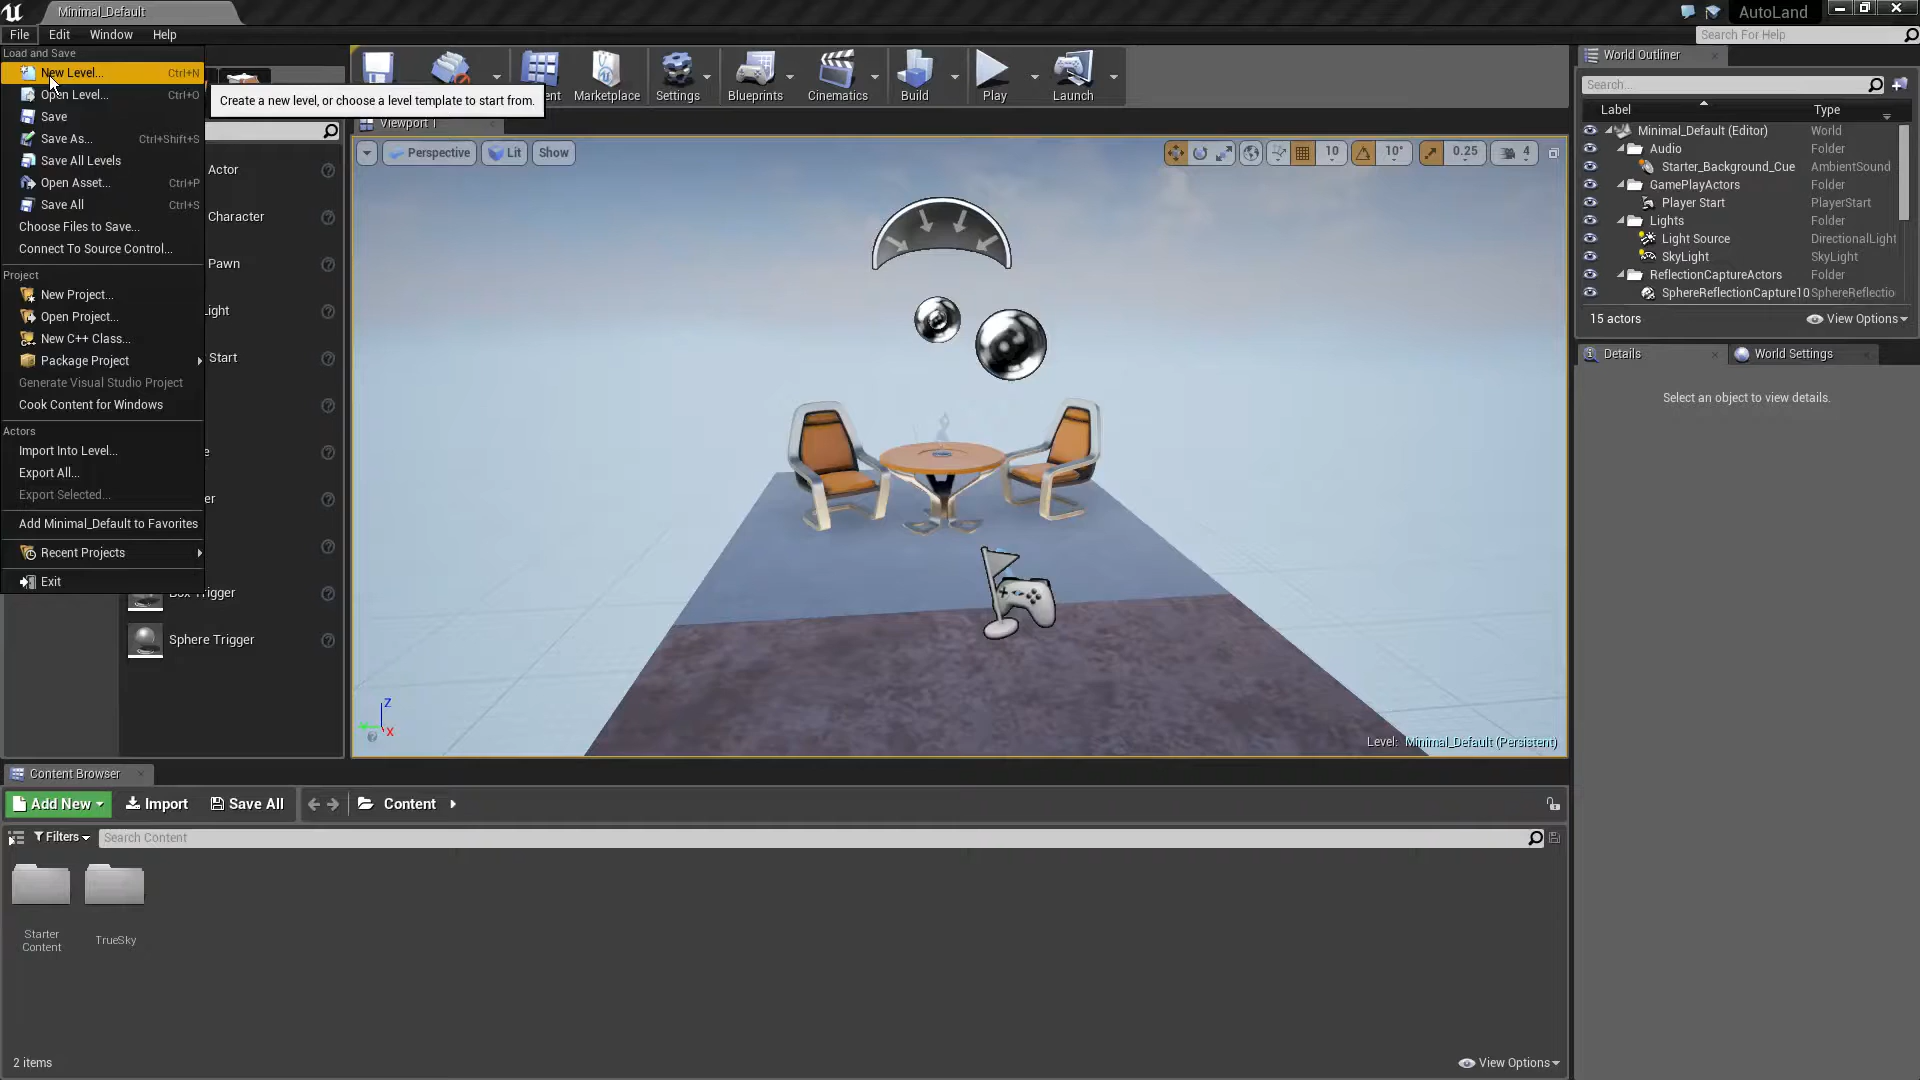 Minimal_Default
AutoLand
File Edit Window Help
Search For Help
Load and Save
New Level... Ctrl+N
Open Level... Ctrl+O
Save
Save As... Ctrl+Shift+S
Save All Levels
Open Asset... Ctrl+P
Save All Ctrl+S
Choose Files to Save...
Connect To Source Control...
Project
New Project...
Open Project...
New C++ Class...
Package Project
Generate Visual Studio Project
Cook Content for Windows
Actors
Import Into Level...
Export All...
Export Selected...
Add Minimal_Default to Favorites
Recent Projects
Exit
Create a new level, or choose a level template to start from.
Marketplace
Settings
Blueprints
Cinematics
Build
Play
Launch
Viewport 1
Perspective
Lit
Show
10
10°
0.25
4
Actor
Character
Pawn
Light
Start
Box Trigger
Sphere Trigger
Z
X
Level: Minimal_Default (Persistent)
World Outliner
Search...
Label Type
Minimal_Default (Editor) World
Audio Folder
Starter_Background_Cue AmbientSound
GamePlayActors Folder
Player Start PlayerStart
Lights Folder
Light Source DirectionalLight
SkyLight SkyLight
ReflectionCaptureActors Folder
SphereReflectionCapture10 SphereReflectio
15 actors
View Options
Details
World Settings
Select an object to view details.
Content Browser
Add New
Import
Save All
Content
Filters
Search Content
Starter
Content
TrueSky
2 items
View Options